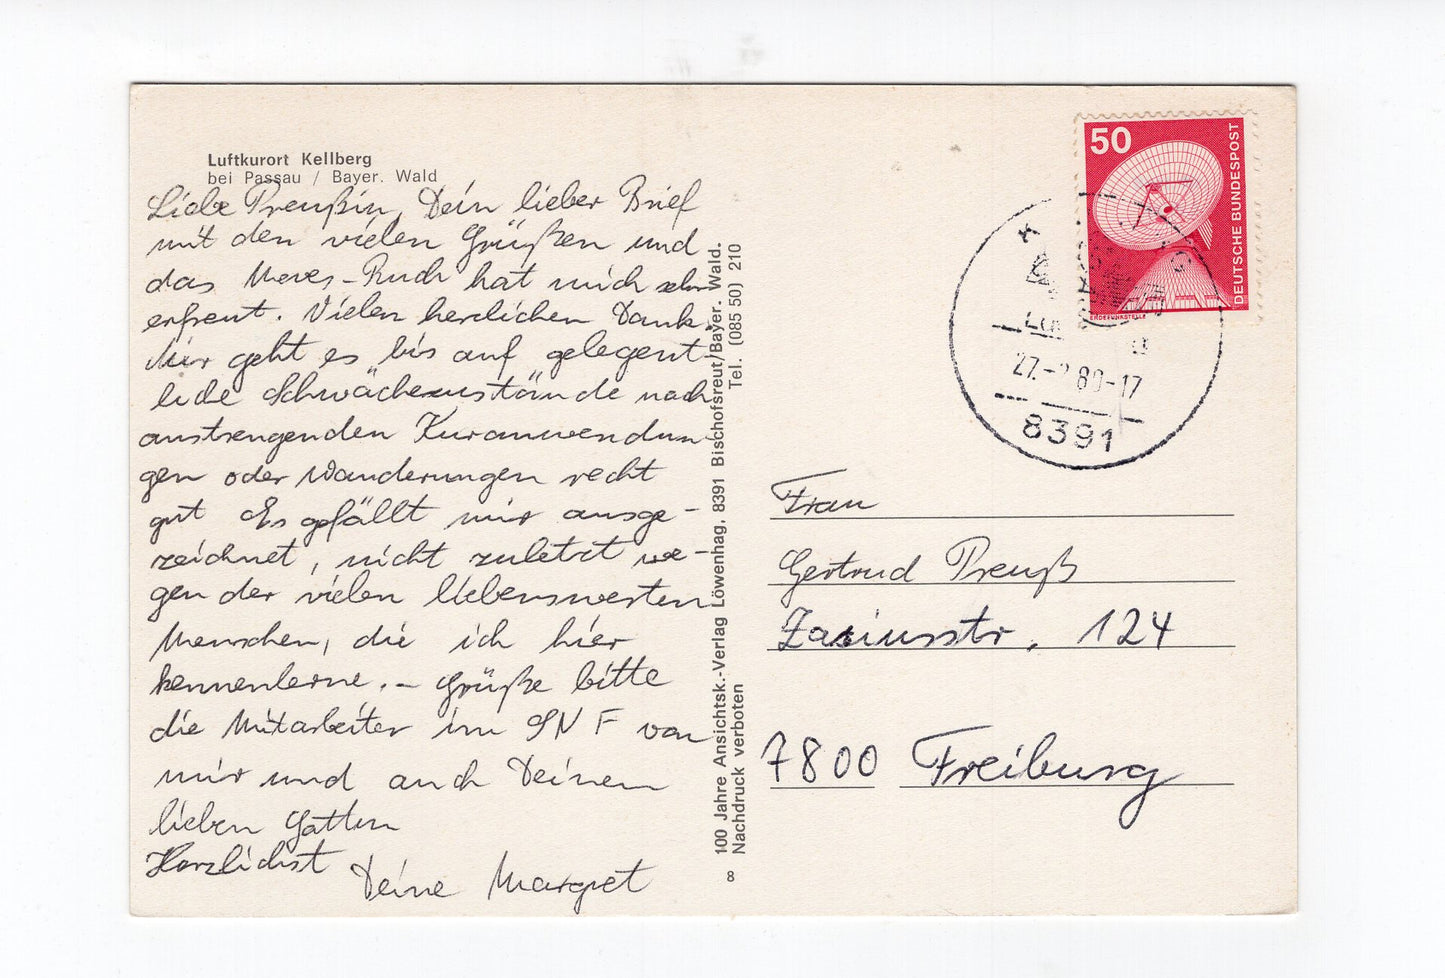 Luftkurort Kellberg
bei Passau / Bayer. Wald
Liebe Preußin, Dein lieber Brief
mit den vielen Grüßen und
das Meves-Buch hat mich sehr
erfreut. Vielen herzlichen Dank.
Mir geht es bis auf gelegent-
liche Schwächezustände nach
anstrengenden Kuranwendun-
gen oder Wanderungen recht
gut Es gefällt mir ausge-
zeichnet, nicht zuletzt we-
gen der vielen liebenswerten
Menschen, die ich hier
kennenlerne. – Grüße bitte
die Mitarbeiter im SNF von
mir und auch Deinen
lieben Gatten
Herzlichst Deine Margret
100 Jahre Ansichtsk.-Verlag Löwenhag, 8391 Bischofsreut/Bayer. Wald.
Nachdruck verboten Tel. (085 50) 210
8
50
DEUTSCHE BUNDESPOST
ERDEFUNKSTELLE
27.- 80-17
8391
Frau
Gertrud Preuß
Zasiusstr. 124
7800 Freiburg